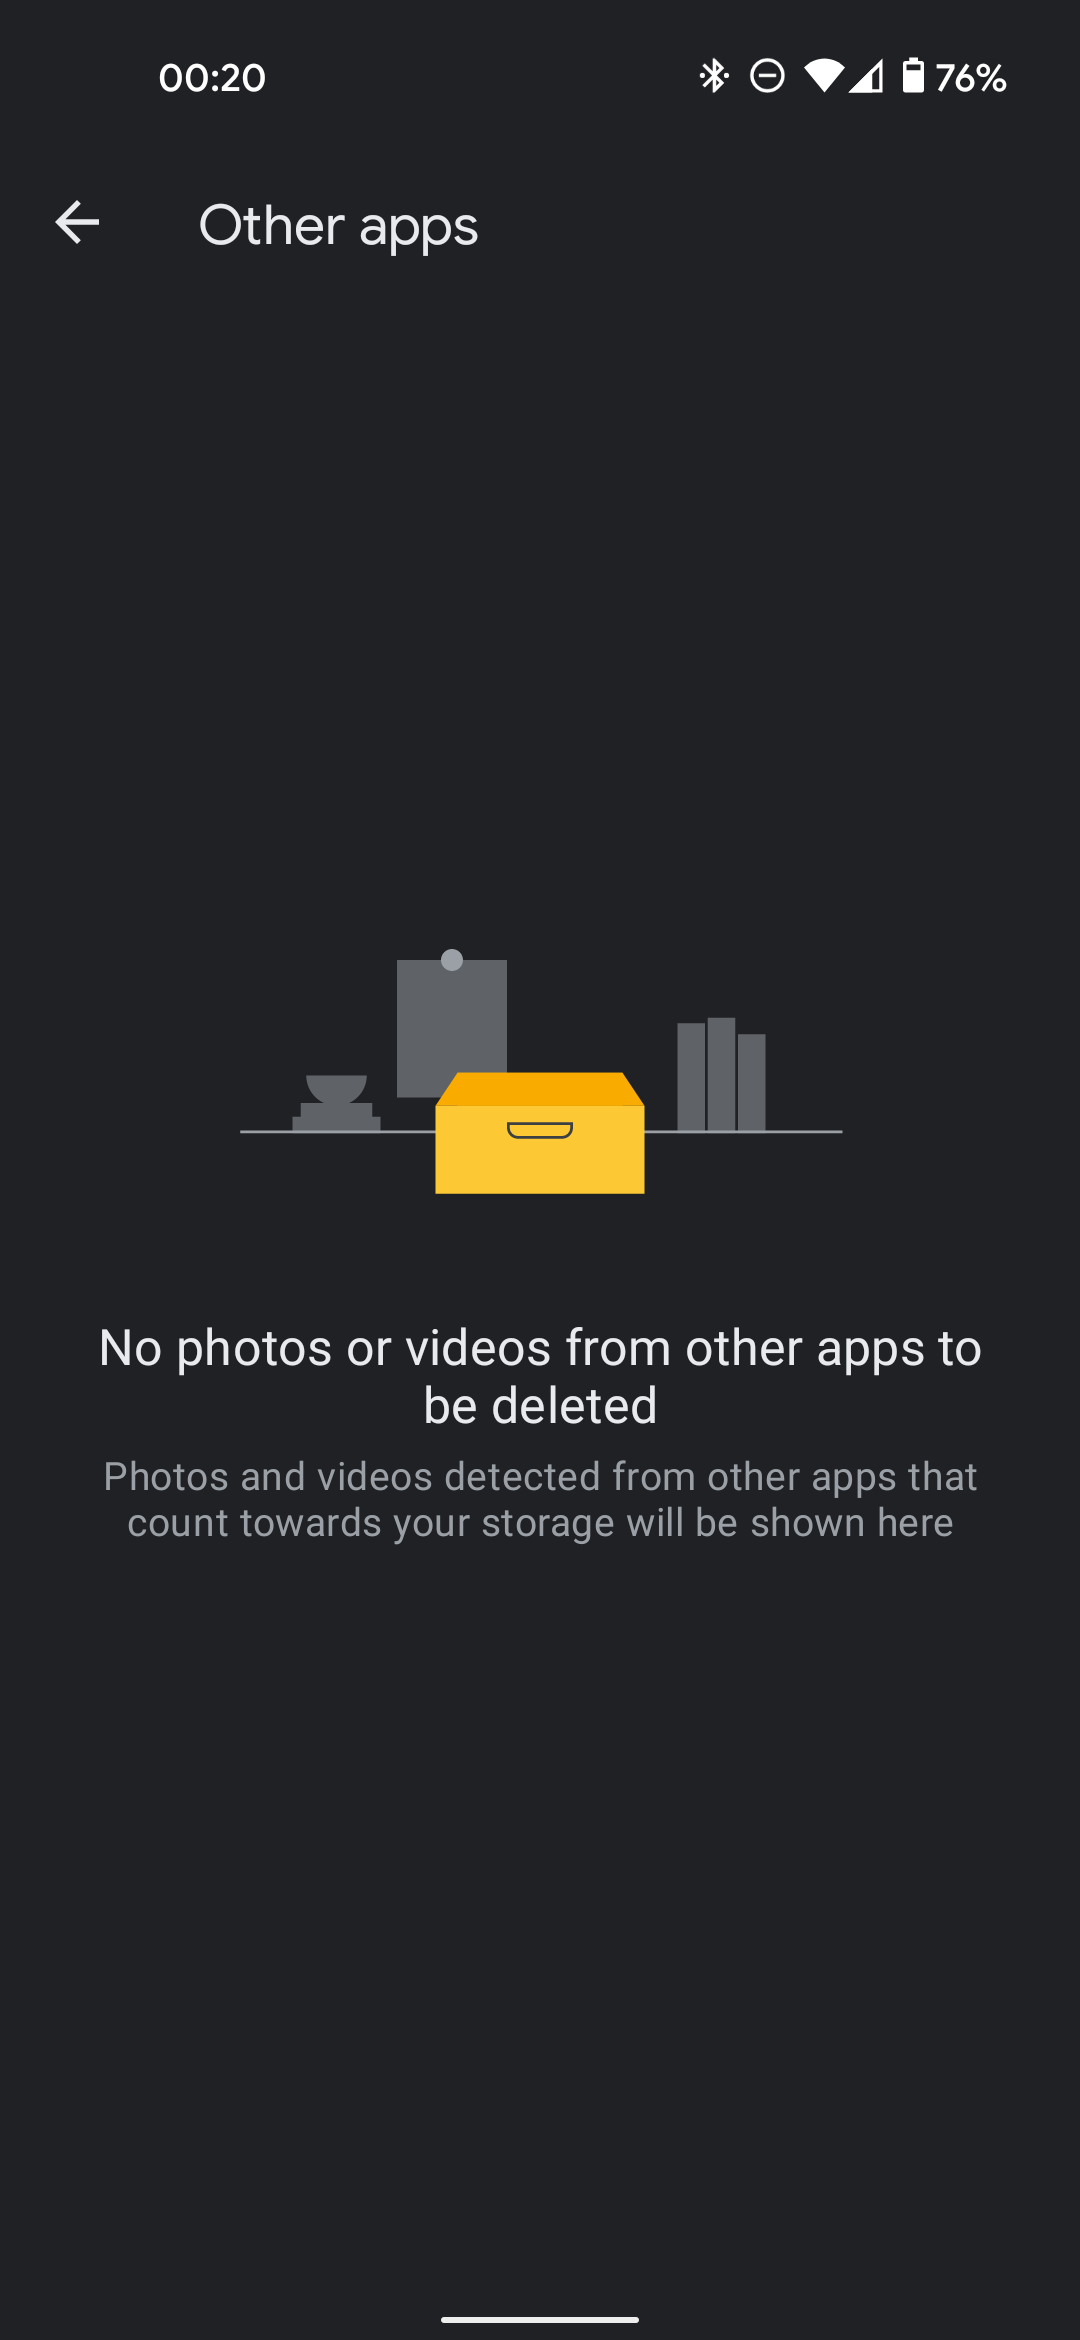 00:20
76%
Other apps
No photos or videos from other apps to
be deleted
Photos and videos detected from other apps that
count towards your storage will be shown here